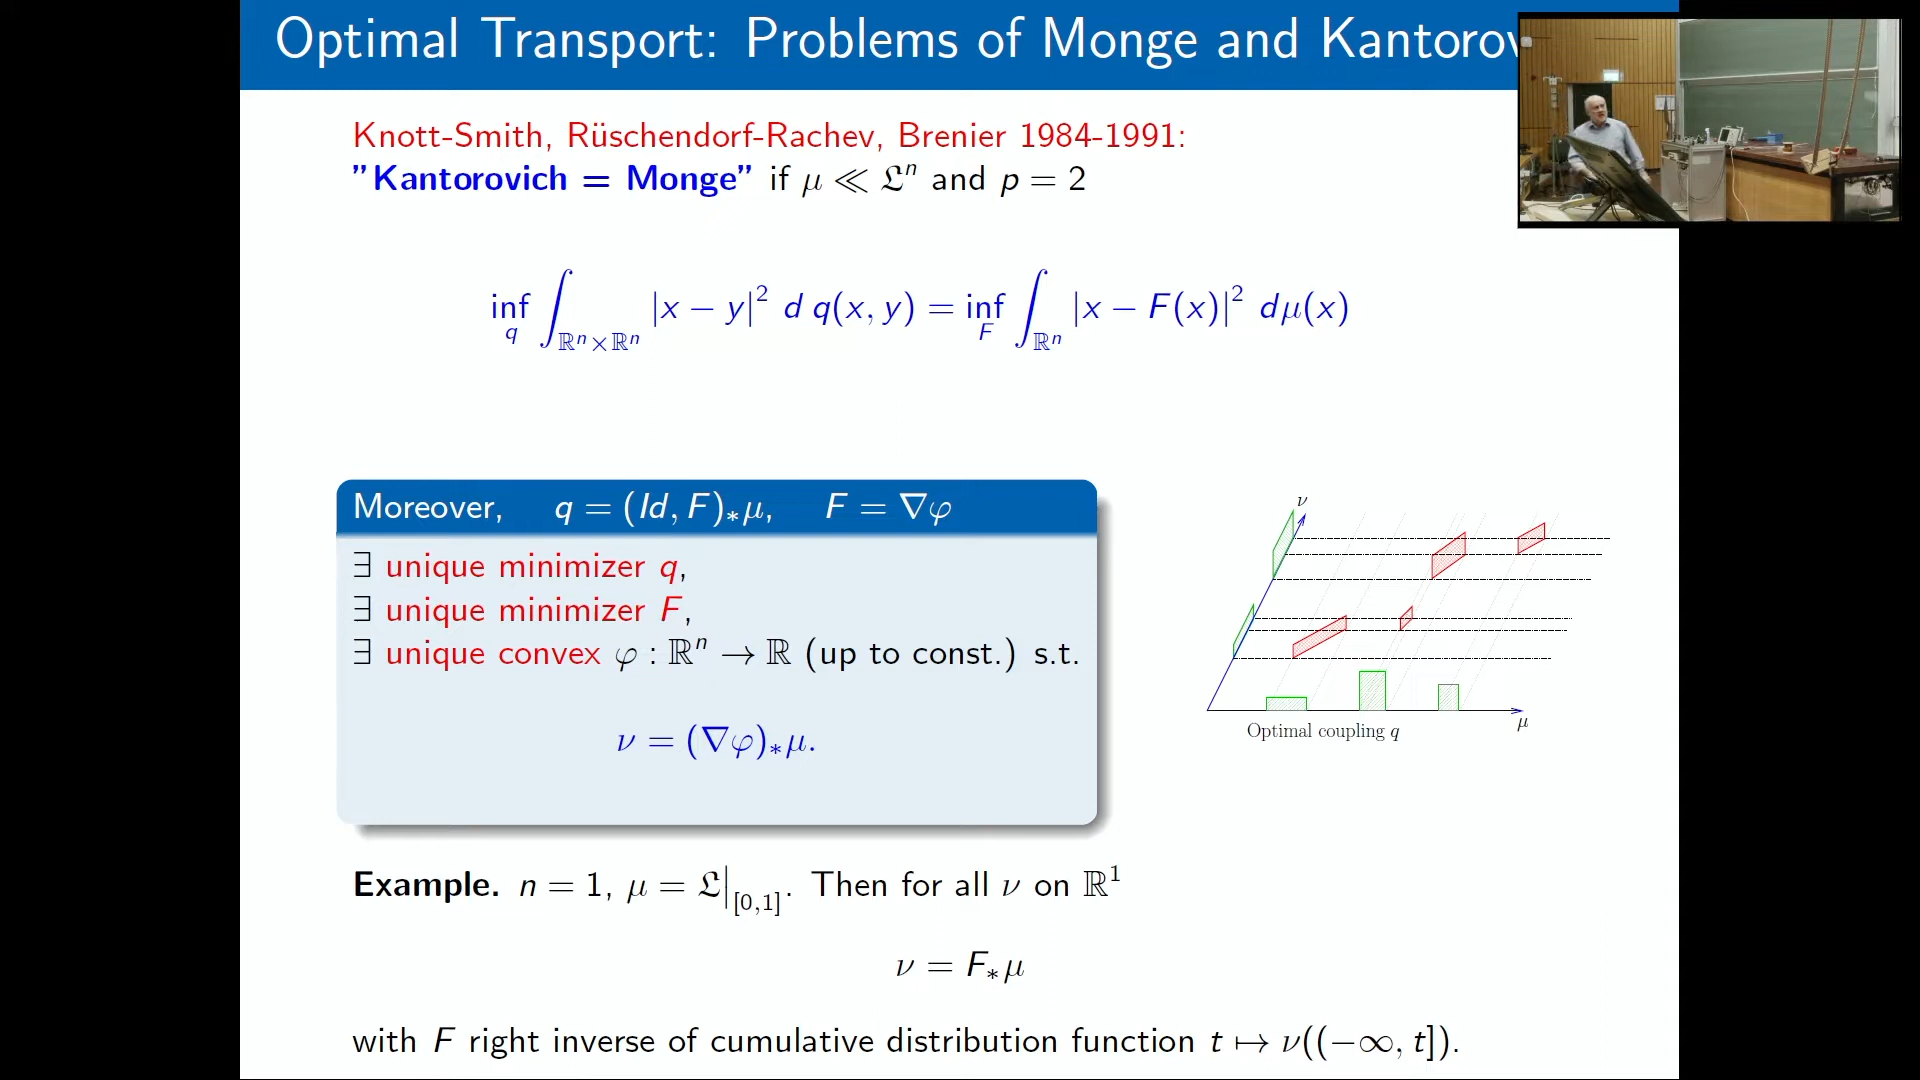 Optimal Transport: Problems of Monge and Kantorov
Knott-Smith, Rüschendorf-Rachev, Brenier 1984-1991:
"Kantorovich = Monge" if μ ≪ 𝔏ⁿ and p = 2
inf_q ∫_{ℝⁿ×ℝⁿ} |x − y|² d q(x, y) = inf_F ∫_{ℝⁿ} |x − F(x)|² dμ(x)
Moreover, q = (Id, F)_*μ, F = ∇φ
∃ unique minimizer q,
∃ unique minimizer F,
∃ unique convex φ : ℝⁿ → ℝ (up to const.) s.t.
ν = (∇φ)_*μ.
ν
μ
Optimal coupling q
Example. n = 1, μ = 𝔏|_{[0,1]}. Then for all ν on ℝ¹
ν = F_*μ
with F right inverse of cumulative distribution function t ↦ ν((−∞, t]).